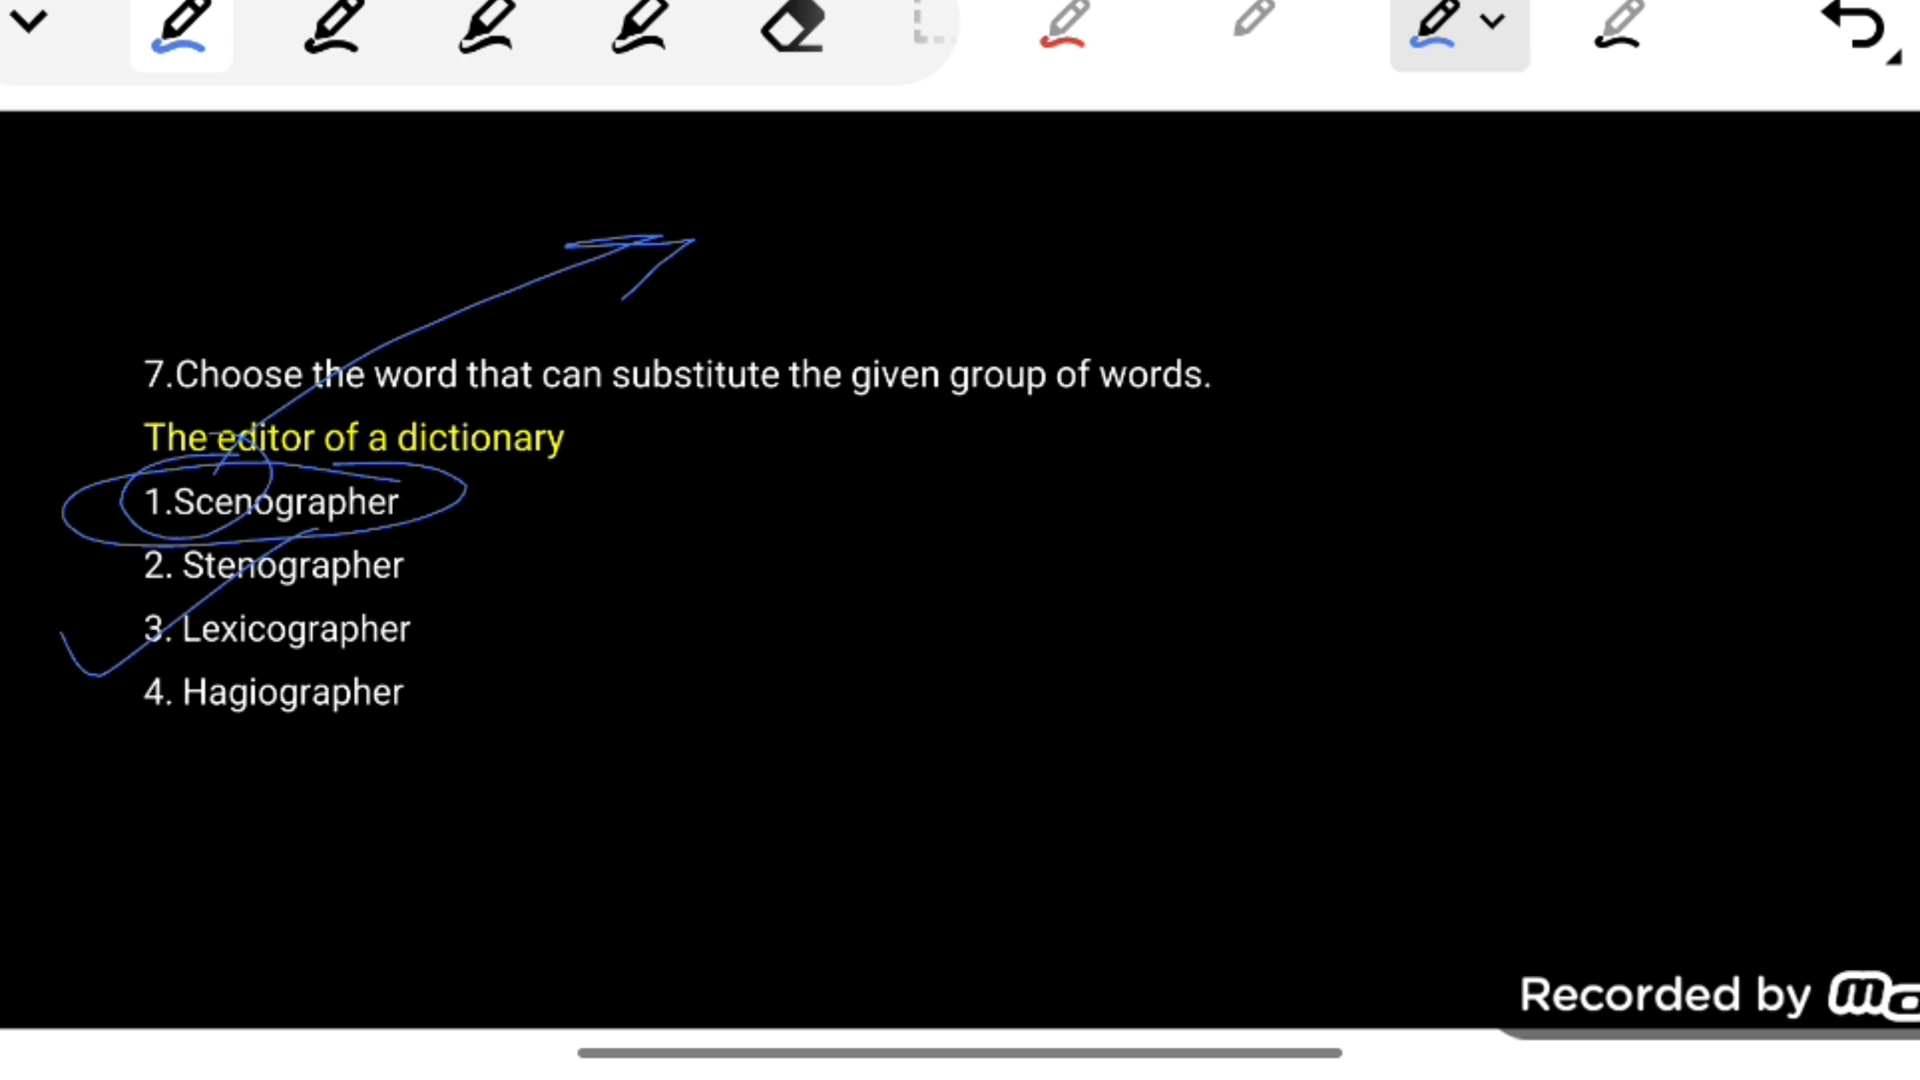 7.Choose the word that can substitute the given group of words.
The editor of a dictionary
1.Scenographer
2. Stenographer
3. Lexicographer
4. Hagiographer
Recorded by